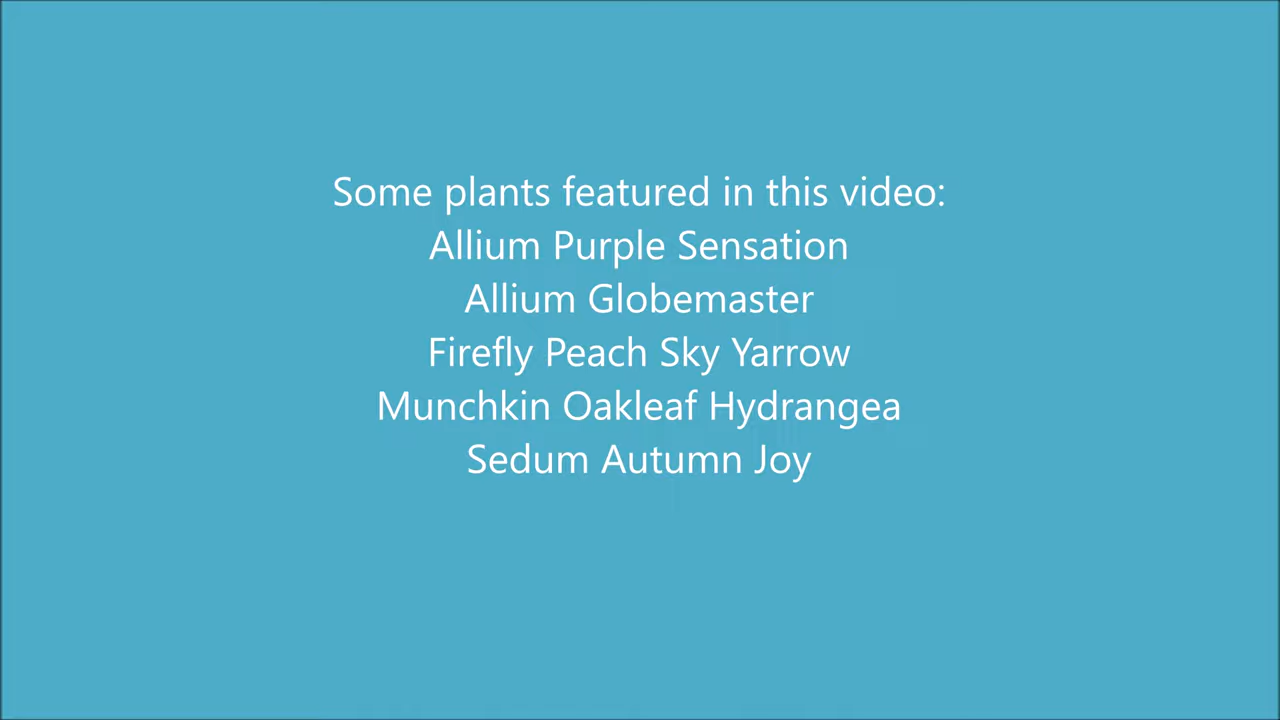 Some plants featured in this video:
Allium Purple Sensation
Allium Globemaster
Firefly Peach Sky Yarrow
Munchkin Oakleaf Hydrangea
Sedum Autumn Joy